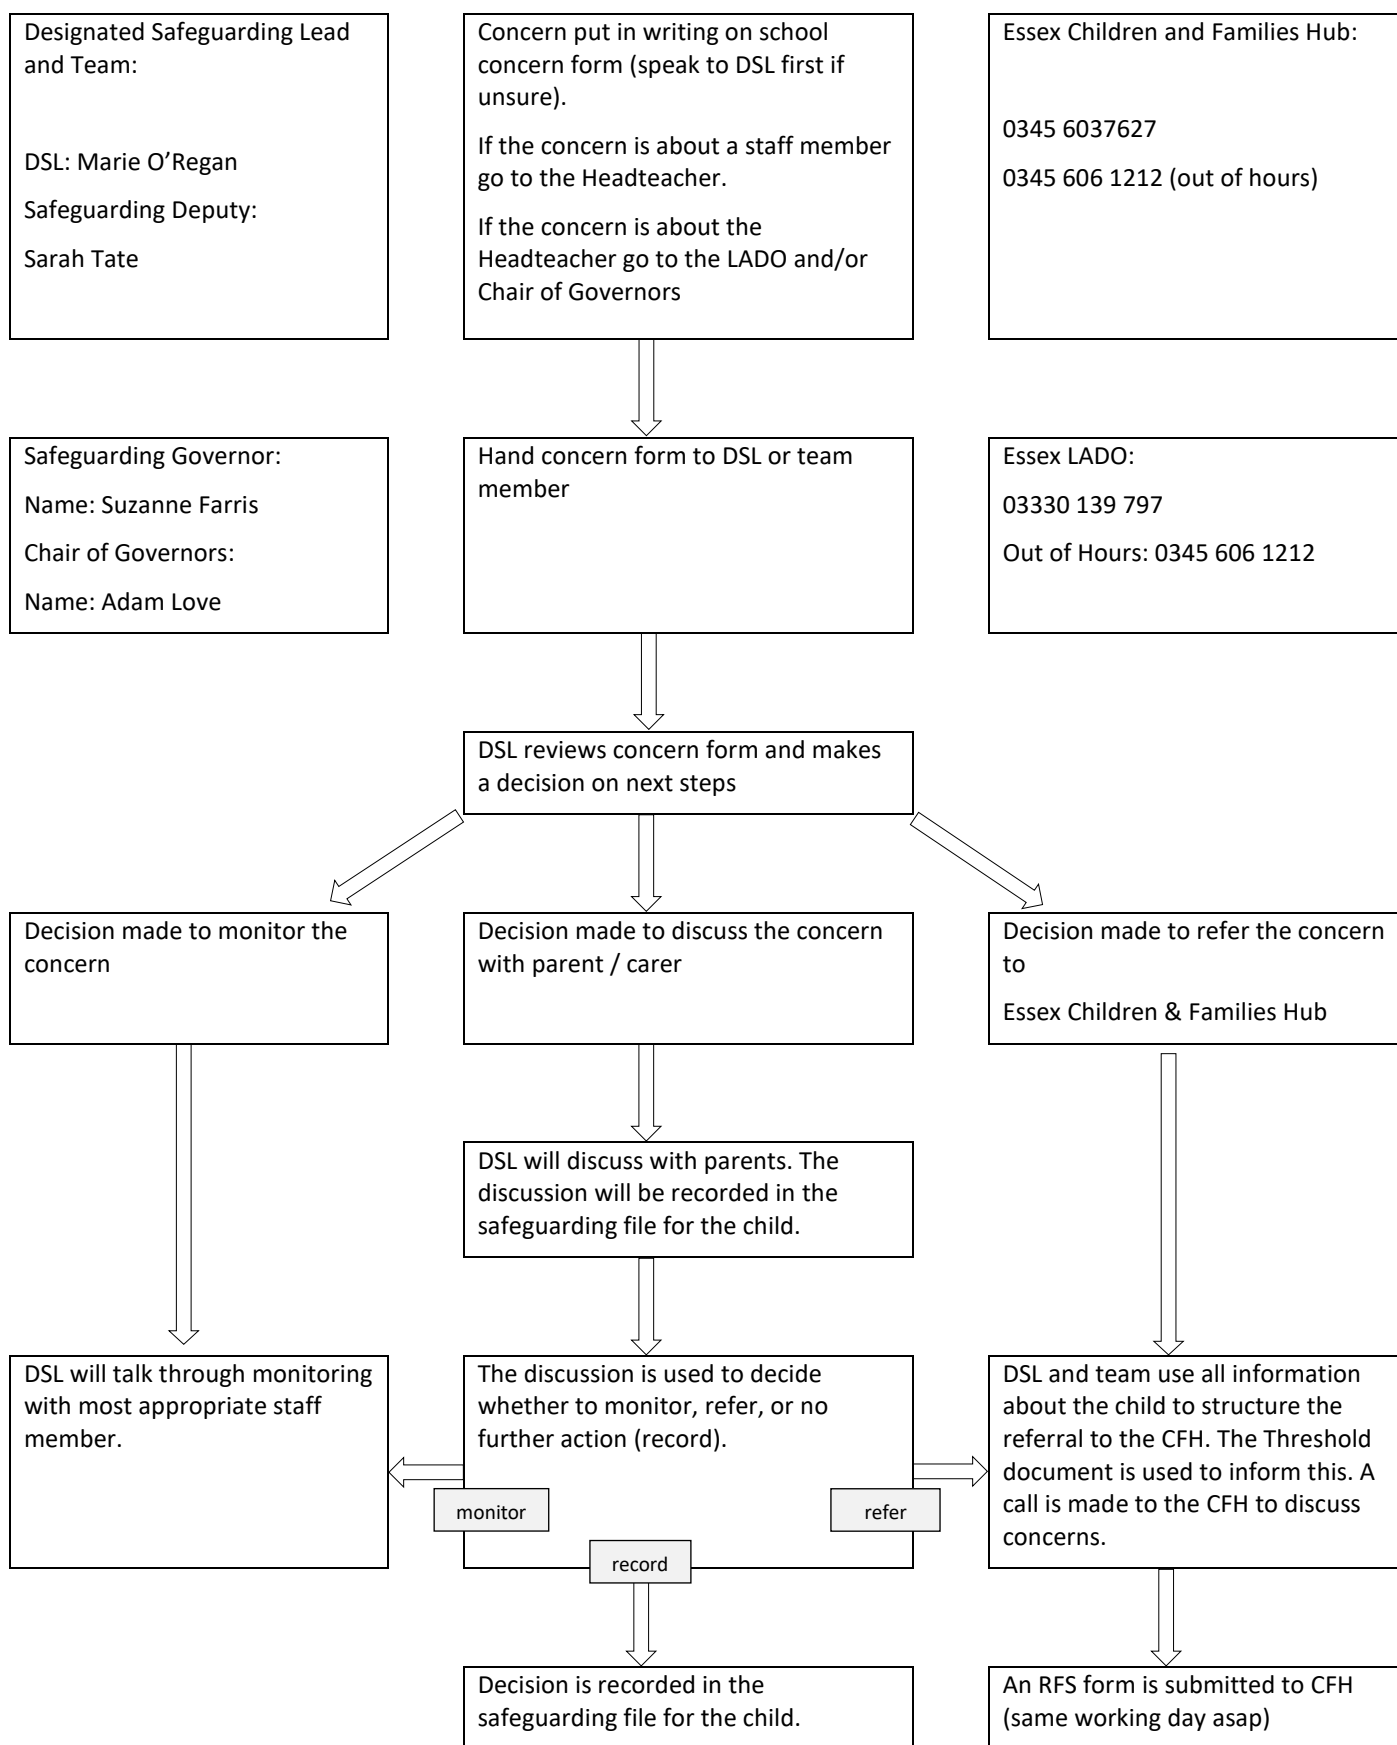 Designated Safeguarding Lead
and Team:
DSL: Marie O’Regan
Safeguarding Deputy:
Sarah Tate
Concern put in writing on school
concern form (speak to DSL first if
unsure).
If the concern is about a staff member
go to the Headteacher.
If the concern is about the
Headteacher go to the LADO and/or
Chair of Governors
Essex Children and Families Hub:
0345 6037627
0345 606 1212 (out of hours)
Safeguarding Governor:
Name: Suzanne Farris
Chair of Governors:
Name: Adam Love
Hand concern form to DSL or team
member
Essex LADO:
03330 139 797
Out of Hours: 0345 606 1212
DSL reviews concern form and makes
a decision on next steps
Decision made to monitor the
concern
Decision made to discuss the concern
with parent / carer
Decision made to refer the concern
to
Essex Children & Families Hub
DSL will discuss with parents. The
discussion will be recorded in the
safeguarding file for the child.
DSL will talk through monitoring
with most appropriate staff
member.
The discussion is used to decide
whether to monitor, refer, or no
further action (record).
monitor
refer
record
DSL and team use all information
about the child to structure the
referral to the CFH. The Threshold
document is used to inform this. A
call is made to the CFH to discuss
concerns.
Decision is recorded in the
safeguarding file for the child.
An RFS form is submitted to CFH
(same working day asap)